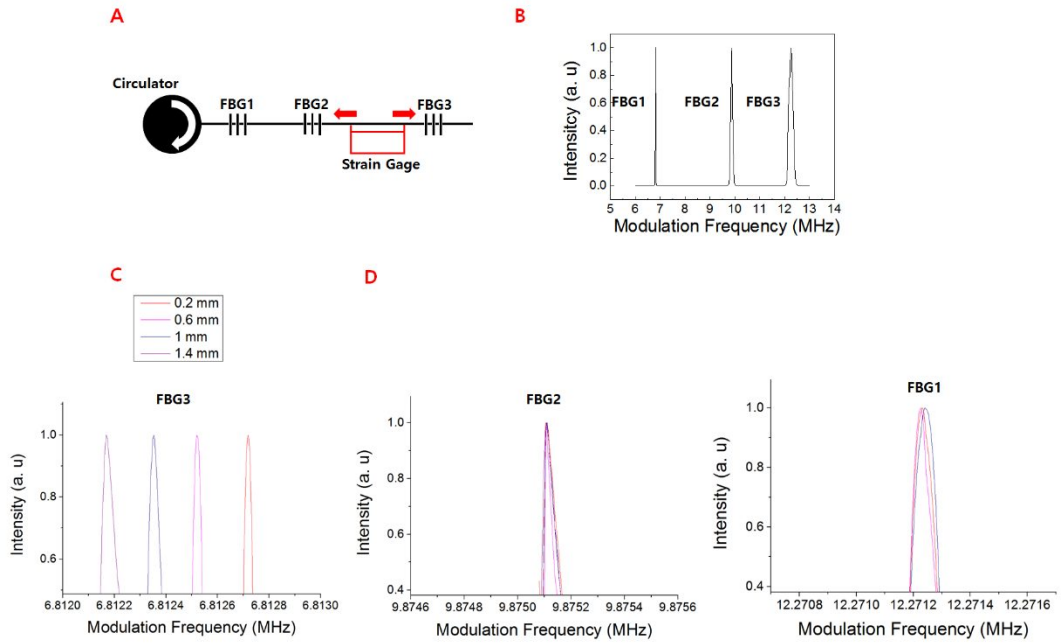 A
Circulator
FBG1
FBG2
FBG3
Strain Gage
B
Intensitcy (a. u)
1.0
0.8
0.6
0.4
0.2
0.0
FBG1
FBG2
FBG3
5 6 7 8 9 10 11 12 13 14
Modulation Frequency (MHz)
C
0.2 mm
0.6 mm
1 mm
1.4 mm
FBG3
Intensity (a. u)
1.0
0.8
0.6
6.8120 6.8122 6.8124 6.8126 6.8128 6.8130
Modulation Frequency (MHz)
D
FBG2
Intensity (a. u)
1.0
0.8
0.6
0.4
9.8746 9.8748 9.8750 9.8752 9.8754 9.8756
Modulation Frequency (MHz)
FBG1
Intensity (a. u)
1.0
0.8
0.6
0.4
12.2708 12.2710 12.2712 12.2714 12.2716
Modulation Frequency (MHz)